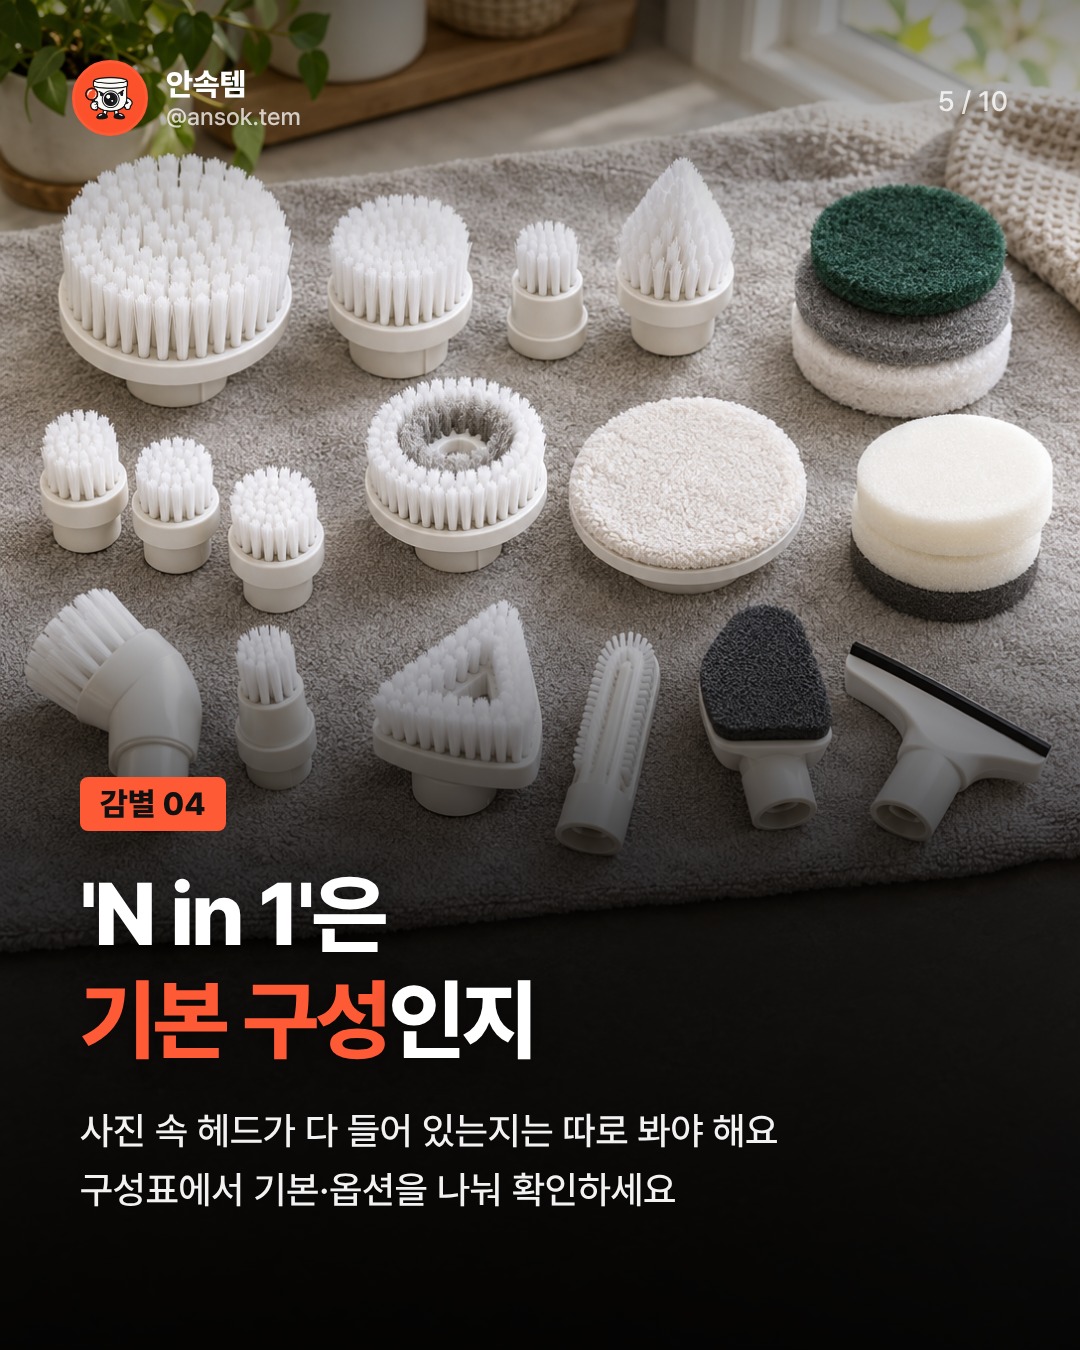 안속템
@ansok.tem
5 / 10
감별 04
'N in 1'은
기본 구성인지
사진 속 헤드가 다 들어 있는지는 따로 봐야 해요
구성표에서 기본·옵션을 나눠 확인하세요